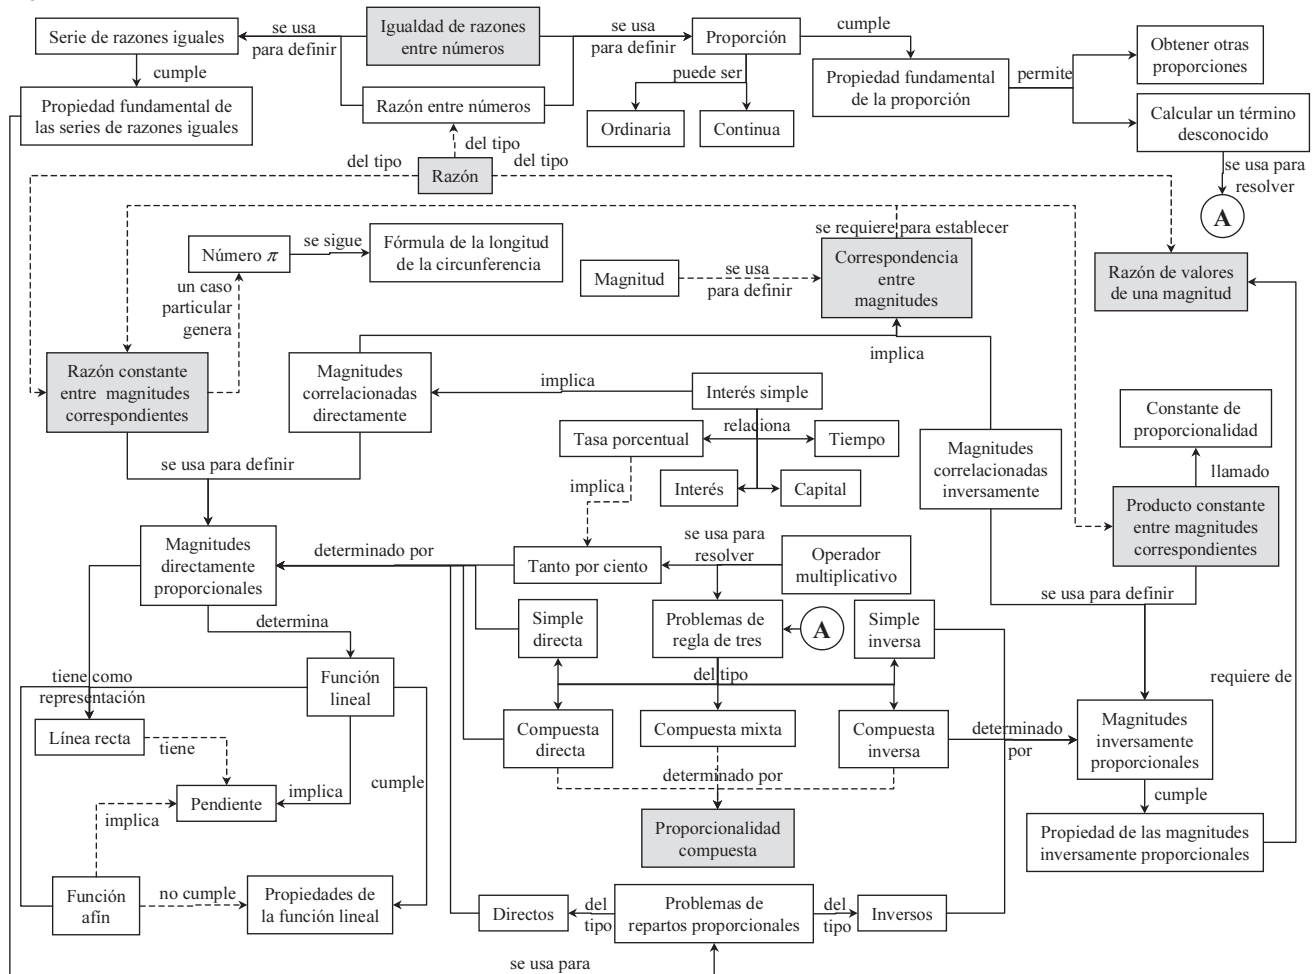 Serie de razones iguales
se usa
para definir
Igualdad de razones
entre números
se usa
para definir
Proporción
cumple
Obtener otras
proporciones
cumple
puede ser
Propiedad fundamental
de la proporción
permite
Propiedad fundamental de
las series de razones iguales
Razón entre números
Ordinaria
Continua
Calcular un término
desconocido
del tipo
del tipo
del tipo
Razón
se usa para
resolver
A
Número π
se sigue
Fórmula de la longitud
de la circunferencia
se requiere para establecer
Magnitud
se usa
para definir
Correspondencia
entre
magnitudes
Razón de valores
de una magnitud
un caso
particular
genera
implica
Razón constante
entre magnitudes
correspondientes
Magnitudes
correlacionadas
directamente
implica
Interés simple
Constante de
proporcionalidad
relaciona
Tasa porcentual
Tiempo
Magnitudes
correlacionadas
inversamente
llamado
se usa para definir
implica
Interés
Capital
Producto constante
entre magnitudes
correspondientes
Magnitudes
directamente
proporcionales
determinado por
Tanto por ciento
se usa para
resolver
Operador
multiplicativo
se usa para definir
determina
Simple
directa
Problemas de
regla de tres
A
Simple
inversa
tiene como
representación
Función
lineal
del tipo
requiere de
Línea recta
tiene
Compuesta
directa
Compuesta mixta
Compuesta
inversa
determinado
por
Magnitudes
inversamente
proporcionales
determinado por
cumple
implica
Pendiente
implica
cumple
Proporcionalidad
compuesta
Propiedad de las magnitudes
inversamente proporcionales
Función
afín
no cumple
Propiedades de
la función lineal
Directos
del
tipo
Problemas de
repartos proporcionales
del
tipo
Inversos
se usa para